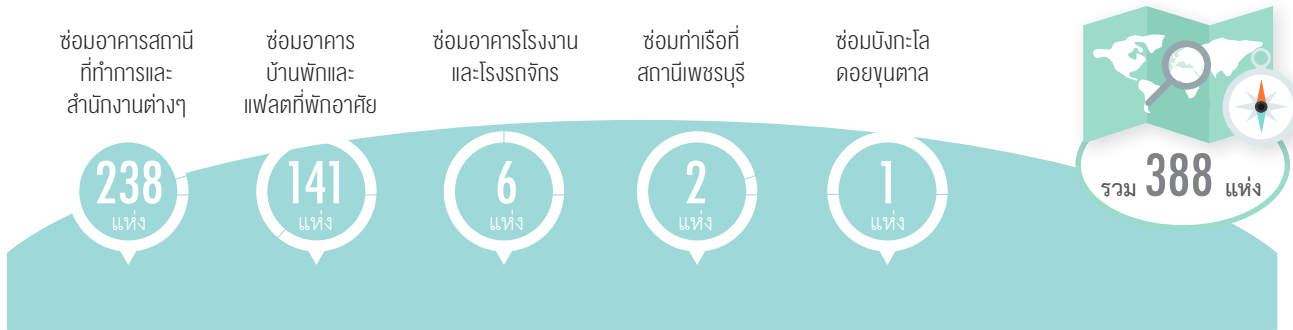 ซ่อมอาคารสถานี
ที่ทำการและ
สำนักงานต่างๆ
238
แห่ง
ซ่อมอาคาร
บ้านพักและ
แฟลตที่พักอาศัย
141
แห่ง
ซ่อมอาคารโรงงาน
และโรงรถจักร
6
แห่ง
ซ่อมท่าเรือที่
สถานีเพชรบุรี
2
แห่ง
ซ่อมบังกะโล
ดอยขุนตาล
1
แห่ง
รวม 388 แห่ง